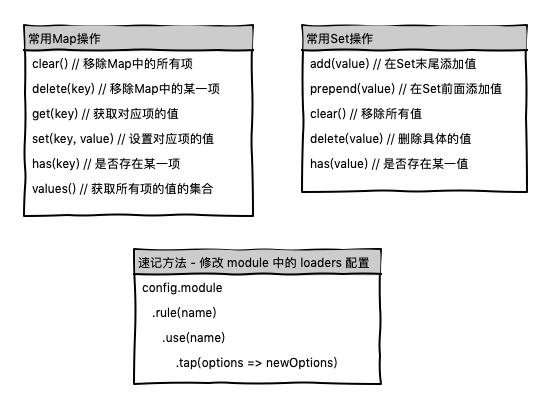 常用Map操作
clear() // 移除Map中的所有项
delete(key) // 移除Map中的某一项
get(key) // 获取对应项的值
set(key, value) // 设置对应项的值
has(key) // 是否存在某一项
values() // 获取所有项的值的集合
常用Set操作
add(value) // 在Set末尾添加值
prepend(value) // 在Set前面添加值
clear() // 移除所有值
delete(value) // 删除具体的值
has(value) // 是否存在某一值
速记方法 - 修改 module 中的 loaders 配置
config.module
.rule(name)
.use(name)
.tap(options => newOptions)